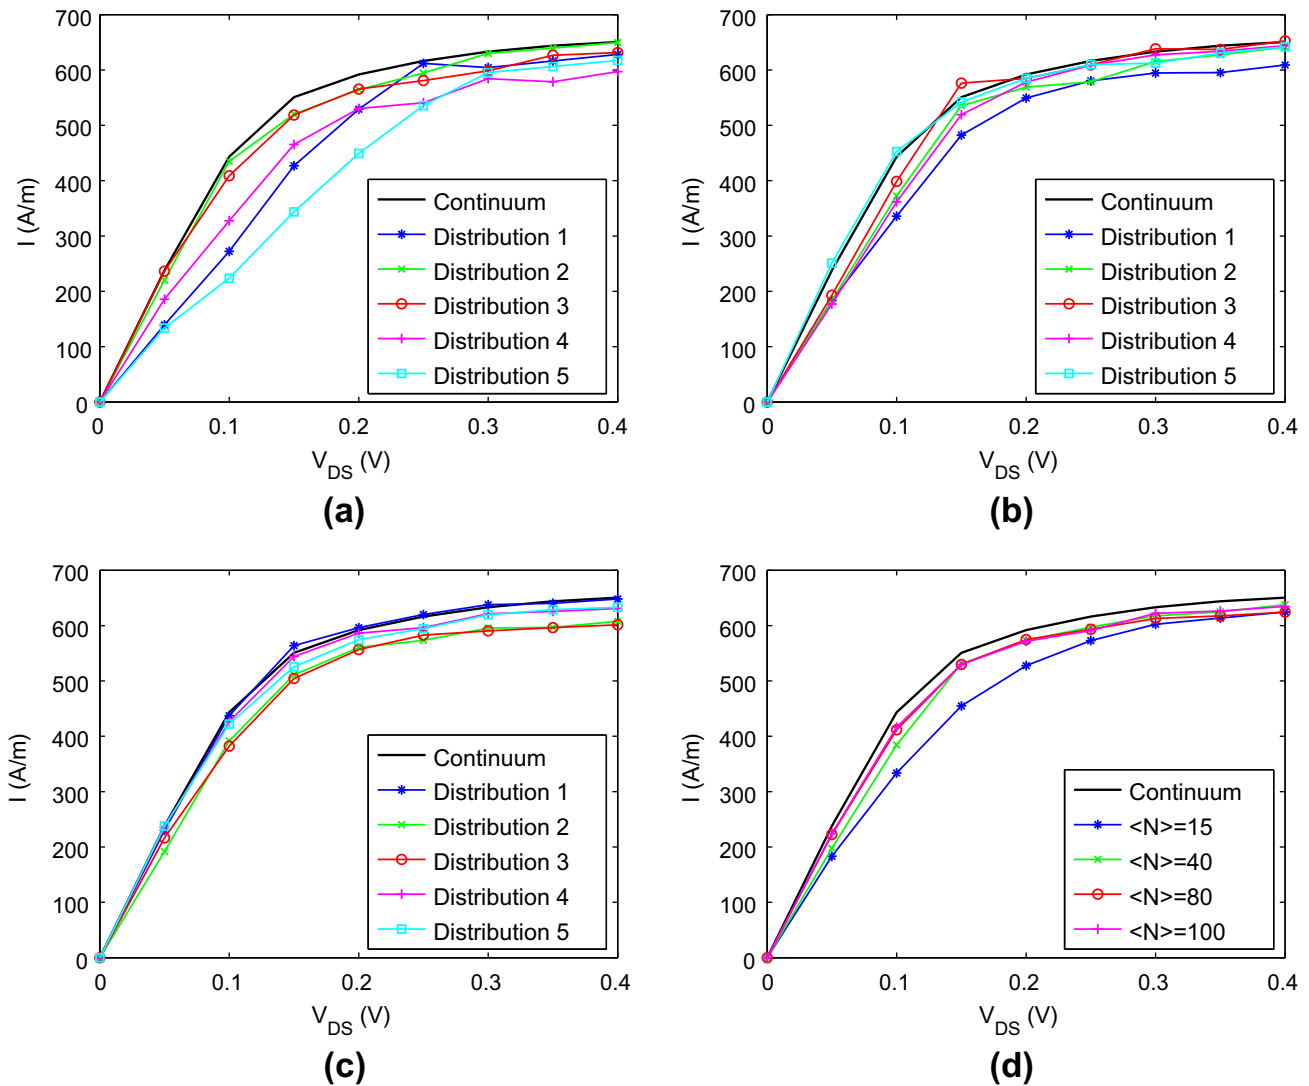 700
600
500
400
300
200
100
0
I (A/m)
0 0.1 0.2 0.3 0.4
V_DS (V)
Continuum
Distribution 1
Distribution 2
Distribution 3
Distribution 4
Distribution 5
(a)
700
600
500
400
300
200
100
0
I (A/m)
0 0.1 0.2 0.3 0.4
V_DS (V)
Continuum
Distribution 1
Distribution 2
Distribution 3
Distribution 4
Distribution 5
(b)
700
600
500
400
300
200
100
0
I (A/m)
0 0.1 0.2 0.3 0.4
V_DS (V)
Continuum
Distribution 1
Distribution 2
Distribution 3
Distribution 4
Distribution 5
(c)
700
600
500
400
300
200
100
0
I (A/m)
0 0.1 0.2 0.3 0.4
V_DS (V)
Continuum
<N>=15
<N>=40
<N>=80
<N>=100
(d)